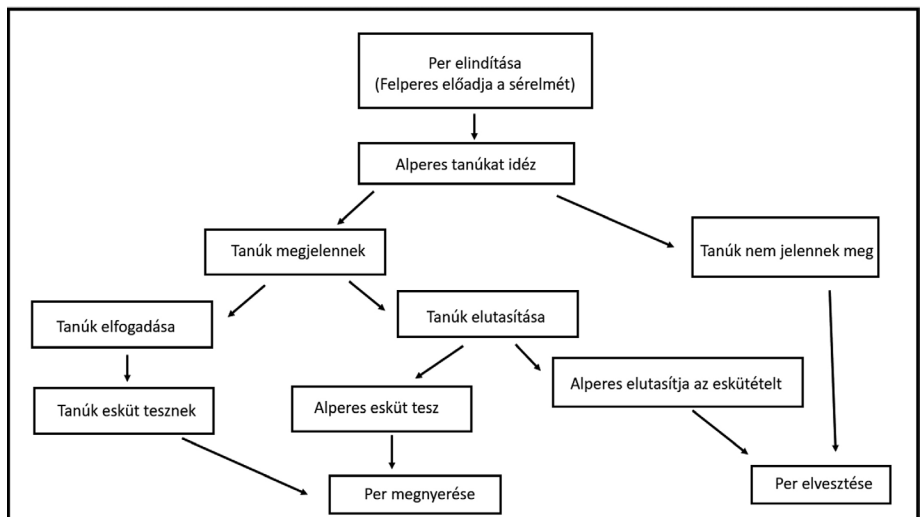 Per elindítása
(Felperes előadja a sérelmét)
Alperes tanúkat idéz
Tanúk megjelennek
Tanúk nem jelennek meg
Tanúk elfogadása
Tanúk elutasítása
Tanúk esküt tesznek
Alperes esküt tesz
Alperes elutasítja az eskütételt
Per megnyerése
Per elvesztése